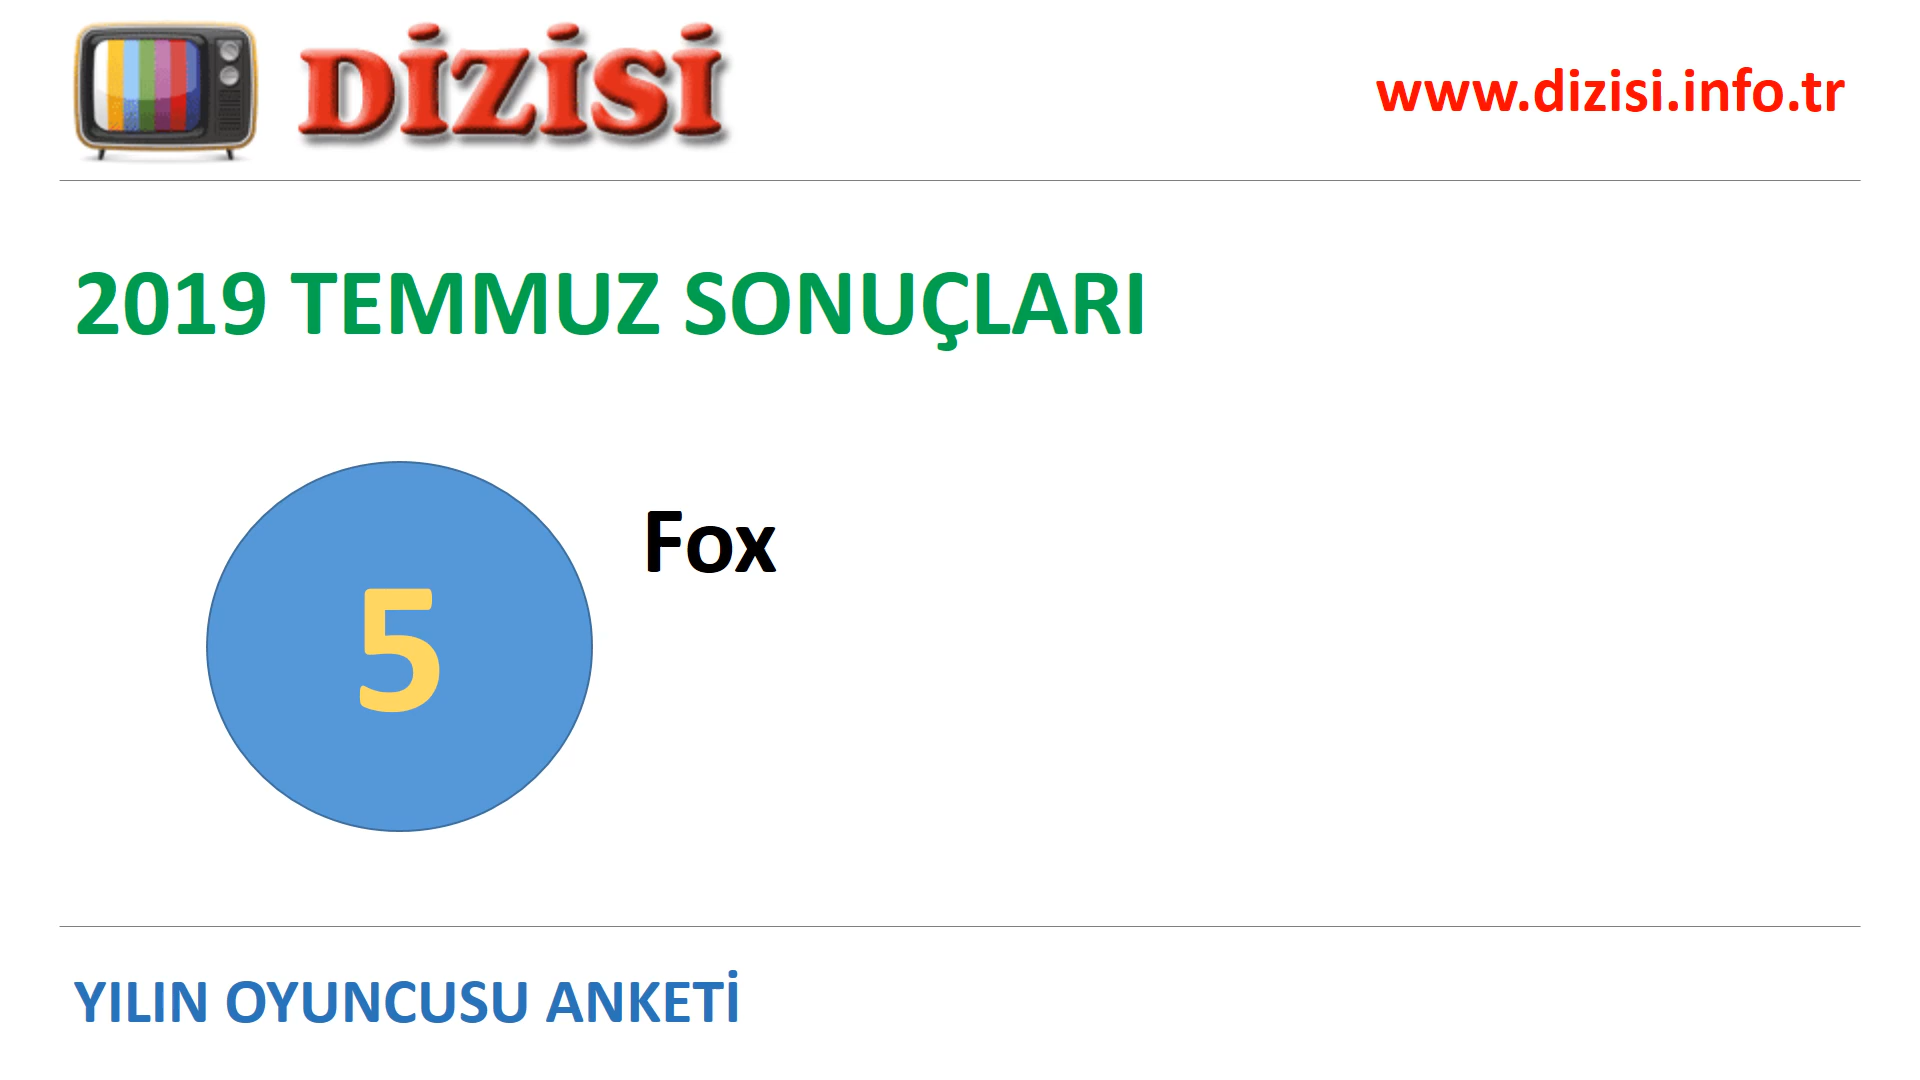 DİZİSİ
www.dizisi.info.tr
2019 TEMMUZ SONUÇLARI
5
Fox
YILIN OYUNCUSU ANKETİ